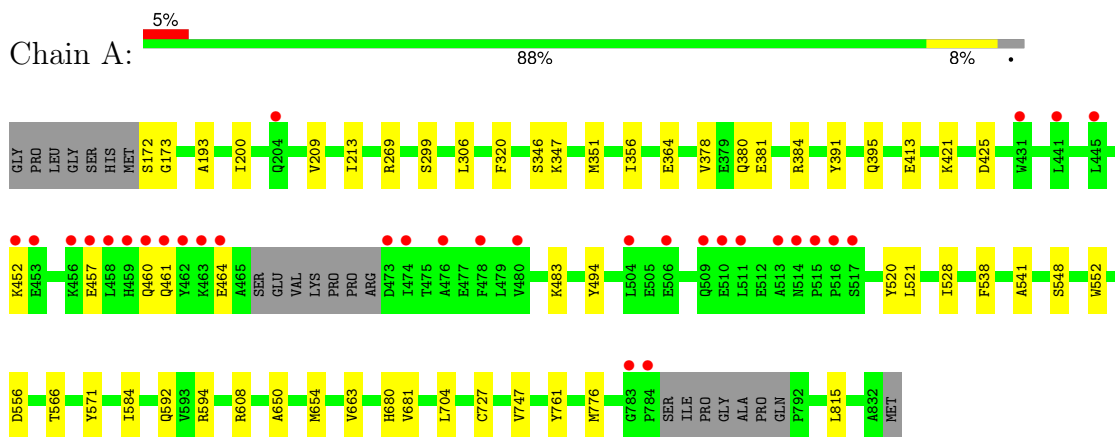 5%
Chain A:
88% 8% •
GLY PRO LEU GLY SER HIS MET S172 G173 A193 I200 Q204 V209 I213 R269 S299 L306 F320 S346 K347 M351 I356 E364 V378 E379 Q380 E381 R384 Y391 Q395 E413 K421 D425 W431 L441 L445
K452 E453 K456 E457 L458 H459 Q460 Q461 Y462 K463 E464 A465 SER GLU VAL LYS PRO PRO ARG D473 I474 T475 A476 E477 F478 L479 V480 K483 Y494 L504 E505 E506 Q509 E510 L511 E512 A513 N514 P515 P516 S517 Y520 L521 I528 F538 A541 S548 W552
D556 T566 Y571 I584 Q592 V593 R594 R608 A650 M654 V663 H680 V681 L704 C727 V747 Y761 M776 C783 P784 SER ILE PRO GLY ALA PRO GLN P792 L815 A832 MET